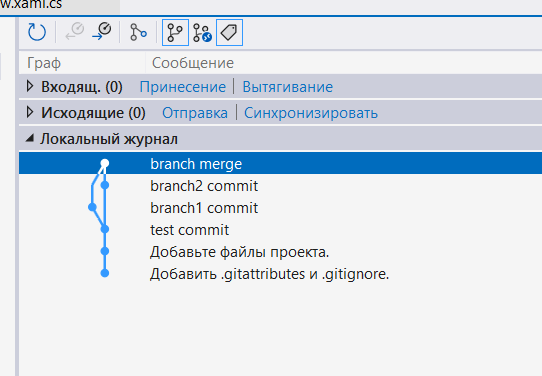 w.xaml.cs
Граф Сообщение
Входящ. (0) Принесение Вытягивание
Исходящие (0) Отправка Синхронизировать
Локальный журнал
branch merge
branch2 commit
branch1 commit
test commit
Добавьте файлы проекта.
Добавить .gitattributes и .gitignore.